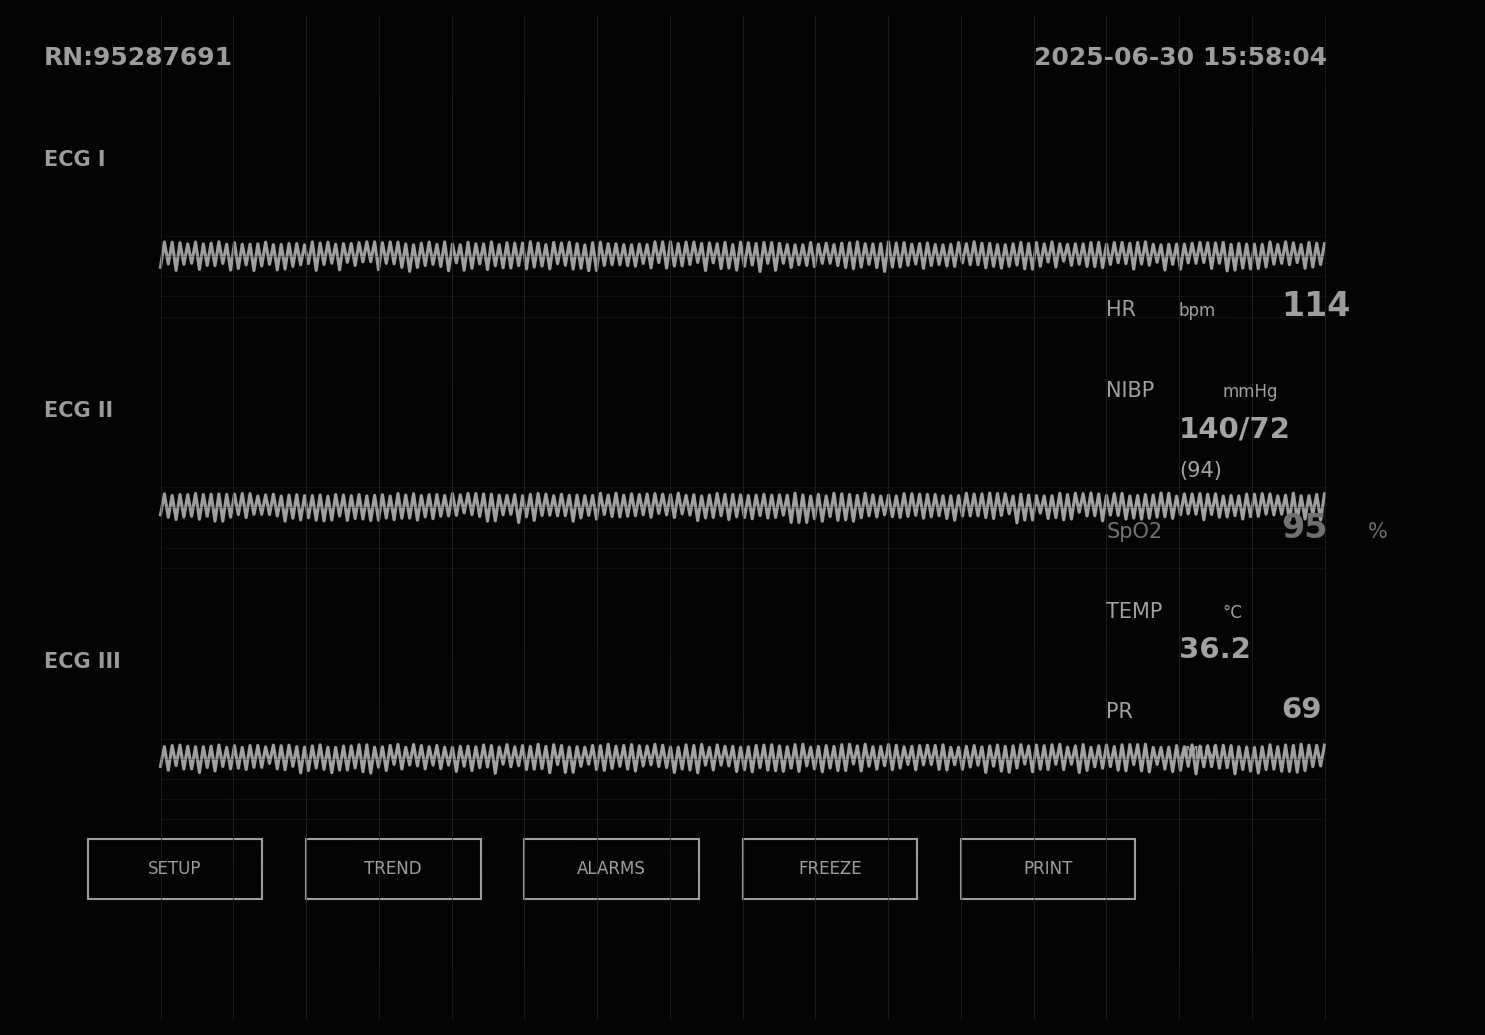 RN:95287691 2025-06-30 15:58:04
ECG I
HR bpm 114
NIBP mmHg
ECG II
140/72
(94)
SpO2 95 %
TEMP °C
36.2
ECG III
PR 69
SETUP TREND ALARMS FREEZE PRINT